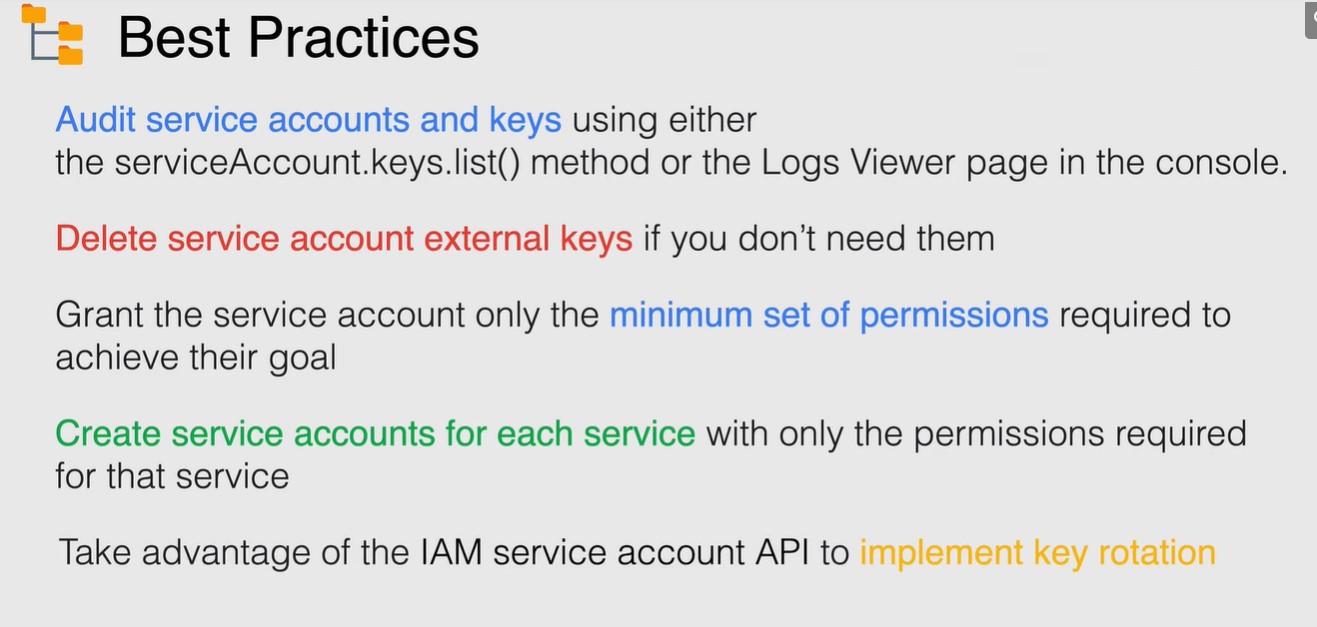 Best Practices
Audit service accounts and keys using either
the serviceAccount.keys.list() method or the Logs Viewer page in the console.
Delete service account external keys if you don’t need them
Grant the service account only the minimum set of permissions required to
achieve their goal
Create service accounts for each service with only the permissions required
for that service
Take advantage of the IAM service account API to implement key rotation